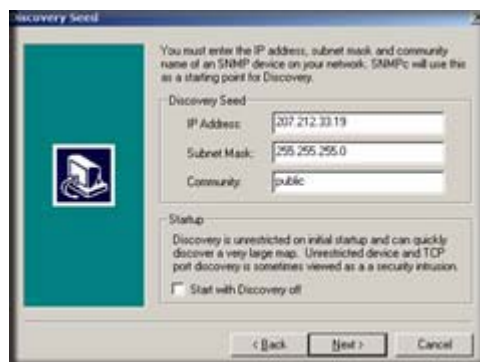 Discovery Seed
You must enter the IP address, subnet mask and community
name of an SNMP device on your network. SNMPc will use this
as a starting point for Discovery.
Discovery Seed
IP Address: 207.212.33.19
Subnet Mask: 255.255.255.0
Community: public
Startup
Discovery is unrestricted on initial startup and can quickly
discover a very large map. Unrestricted device and TCP
port discovery is sometimes viewed as a a security intrusion.
Start with Discovery off
< Back Next > Cancel